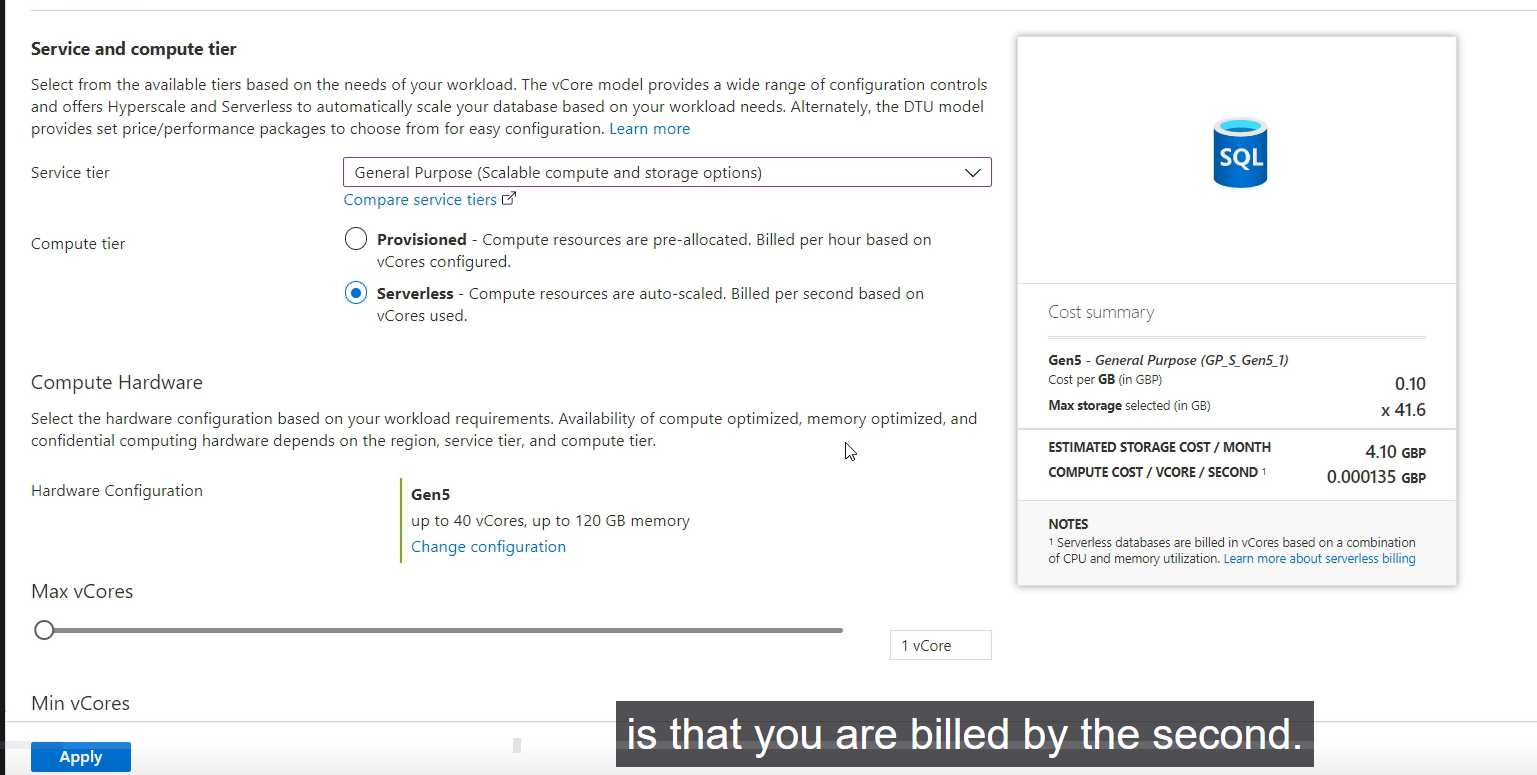 Service and compute tier
Select from the available tiers based on the needs of your workload. The vCore model provides a wide range of configuration controls
and offers Hyperscale and Serverless to automatically scale your database based on your workload needs. Alternately, the DTU model
provides set price/performance packages to choose from for easy configuration. Learn more
Service tier
General Purpose (Scalable compute and storage options)
Compare service tiers
Compute tier
Provisioned - Compute resources are pre-allocated. Billed per hour based on
vCores configured.
Serverless - Compute resources are auto-scaled. Billed per second based on
vCores used.
Compute Hardware
Select the hardware configuration based on your workload requirements. Availability of compute optimized, memory optimized, and
confidential computing hardware depends on the region, service tier, and compute tier.
Hardware Configuration
Gen5
up to 40 vCores, up to 120 GB memory
Change configuration
Max vCores
1 vCore
Min vCores
Apply
SQL
Cost summary
Gen5 - General Purpose (GP_S_Gen5_1)
Cost per GB (in GBP) 0.10
Max storage selected (in GB) x 41.6
ESTIMATED STORAGE COST / MONTH 4.10 GBP
COMPUTE COST / VCORE / SECOND ¹ 0.000135 GBP
NOTES
¹ Serverless databases are billed in vCores based on a combination
of CPU and memory utilization. Learn more about serverless billing
is that you are billed by the second.